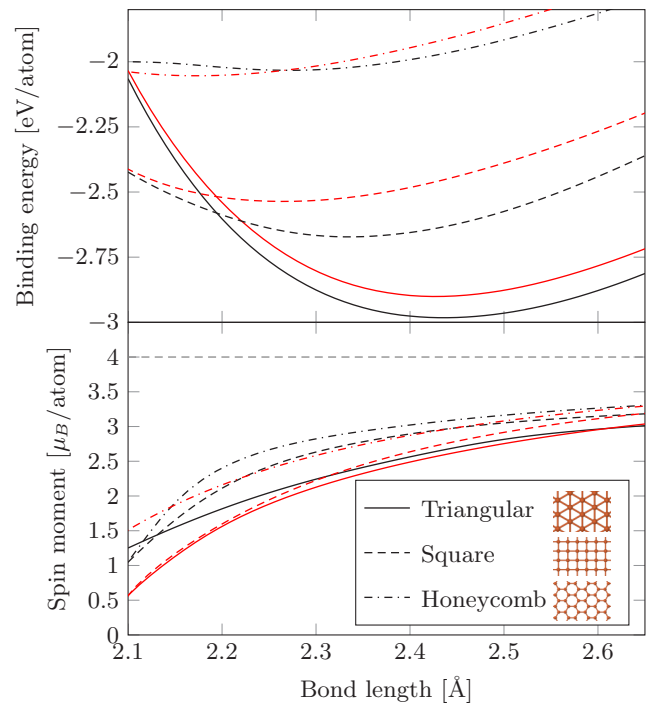 Binding energy [eV/atom]
−2
−2.25
−2.5
−2.75
−3
Spin moment [μB/atom]
4
3.5
3
2.5
2
1.5
1
0.5
0
Triangular
Square
Honeycomb
2.1 2.2 2.3 2.4 2.5 2.6
Bond length [Å]